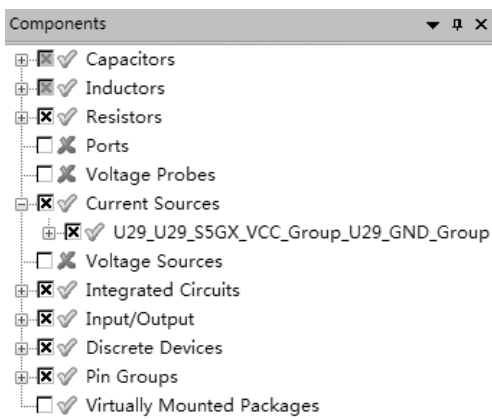 Components
Capacitors
Inductors
Resistors
Ports
Voltage Probes
Current Sources
U29_U29_S5GX_VCC_Group_U29_GND_Group
Voltage Sources
Integrated Circuits
Input/Output
Discrete Devices
Pin Groups
Virtually Mounted Packages